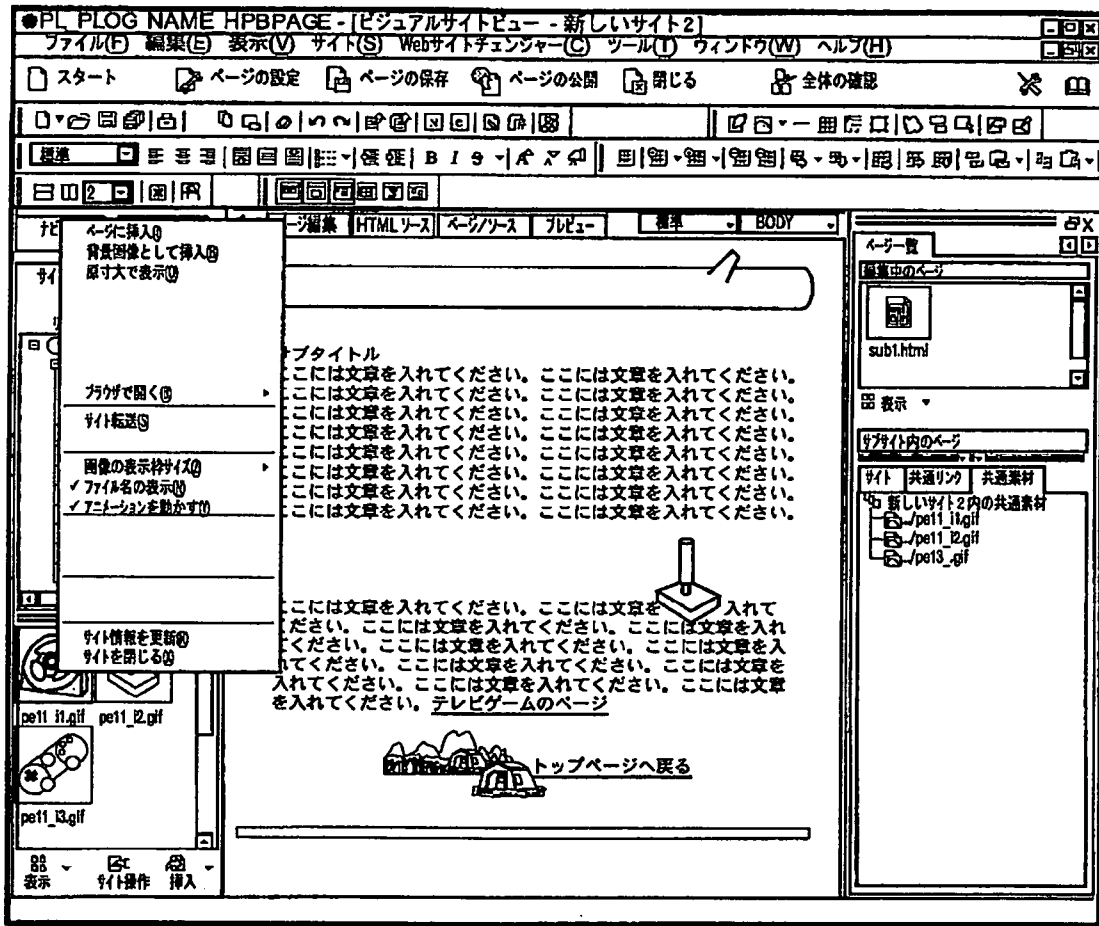 ●PL_PLOG_NAME_HPBPAGE - [ビジュアルサイトビュー - 新しいサイト2]
ファイル(F) 編集(E) 表示(V) サイト(S) Webサイトチェンジャー(C) ツール(T) ウィンドウ(W) ヘルプ(H)
スタート ページの設定 ページの保存 ページの公開 閉じる 全体の確認
標準 B I
2
ページ編集 HTMLソース ページ/ソース プレビュー 標準 BODY
ページに挿入
背景画像として挿入
原寸大で表示
ブラウザで開く
サイト転送
画像の表示枠サイズ
✓ファイル名の表示
✓アニメーションを動かす
サイト情報を更新
サイトを閉じる
サブタイトル
ここには文章を入れてください。ここには文章を入れてください。
ここには文章を入れてください。ここには文章を入れてください。
ここには文章を入れてください。ここには文章を入れてください。
ここには文章を入れてください。ここには文章を入れてください。
ここには文章を入れてください。ここには文章を入れてください。
ここには文章を入れてください。ここには文章を入れてください。
ここには文章を入れてください。ここには文章を入れてください。
ここには文章を入れてください。ここには文章を入れてください。
ここには文章を入れてください。ここには文章を 入れて
ください。ここには文章を入れてください。ここには文章を入れ
てください。ここには文章を入れてください。ここには文章を入
れてください。ここには文章を入れてください。ここには文章を
入れてください。ここには文章を入れてください。ここには文章
を入れてください。テレビゲームのページ
トップページへ戻る
pe11_i1.gif pe11_i2.gif
pe11_i3.gif
表示 サイト操作 挿入
ページ一覧
編集中のページ
sub1.html
表示
サブサイト内のページ
サイト 共通リンク 共通素材
新しいサイト2内の共通素材
../pe11_i1.gif
../pe11_i2.gif
../pe13_.gif